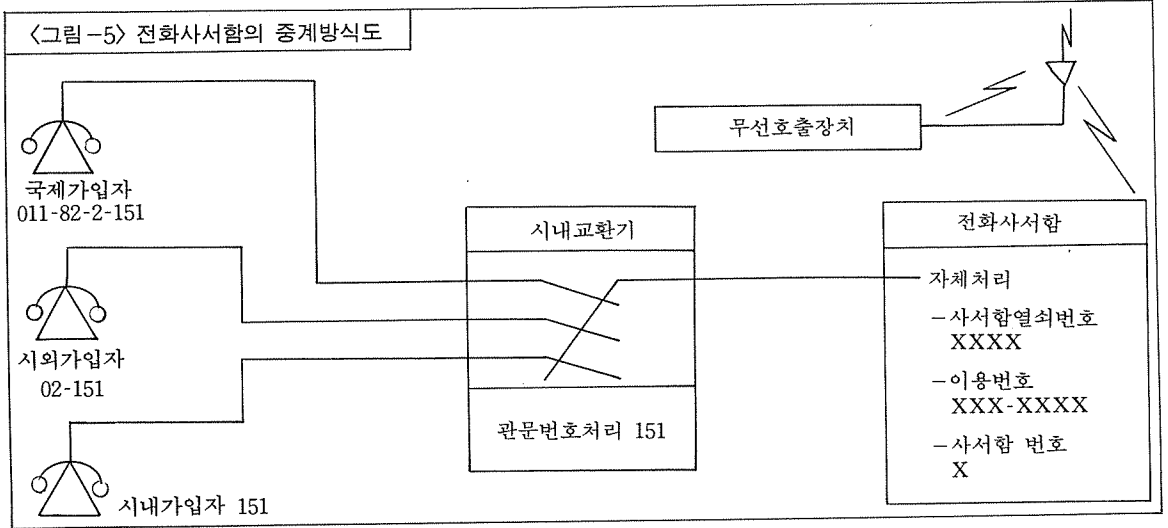 〈그림-5〉 전화사서함의 중계방식도
무선호출장치
국제가입자
011-82-2-151
시내교환기
전화사서함
자체처리
-사서함열쇠번호
XXXX
시외가입자
02-151
-이용번호
XXX-XXXX
관문번호처리 151
-사서함 번호
X
시내가입자 151